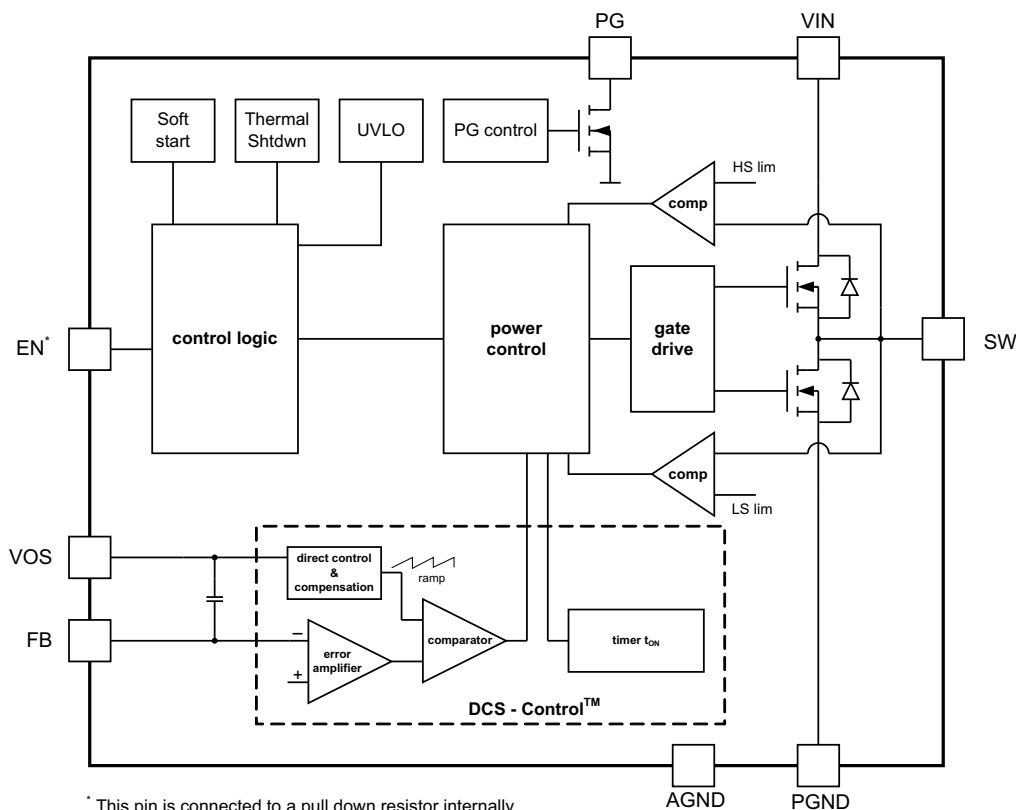 PG
VIN
Soft
start
Thermal
Shtdwn
UVLO
PG control
HS lim
comp
control logic
power
control
gate
drive
EN*
SW
comp
LS lim
VOS
direct control
&
compensation
ramp
FB
−
error
amplifier
+
comparator
timer tON
DCS - Control™
AGND
PGND
* This pin is connected to a pull down resistor internally